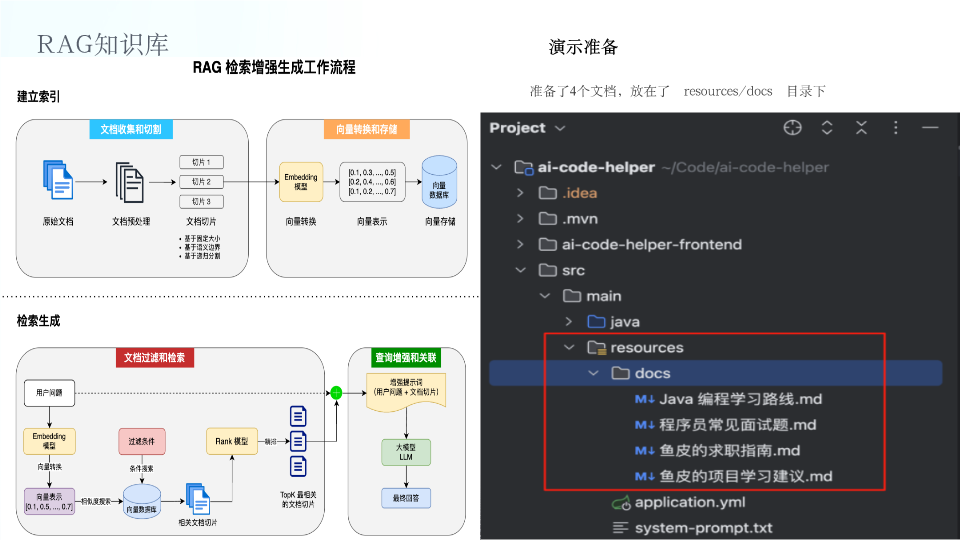 RAG知识库
RAG 检索增强生成工作流程
建立索引
文档收集和切割
原始文档
文档预处理
切片 1
切片 2
切片 3
文档切片
• 基于固定大小
• 基于语义边界
• 基于递归分割
向量转换和存储
Embedding
模型
向量转换
[0.1, 0.3, ..., 0.5]
[0.2, 0.4, ..., 0.6]
[0.1, 0.2, ..., 0.7]
向量表示
向量
数据库
向量存储
检索生成
文档过滤和检索
用户问题
Embedding
模型
向量转换
向量表示
[0.1, 0.5, ..., 0.7]
相似度搜索
过滤条件
条件搜索
向量数据库
相关文档切片
Rank 模型
精排
TopK 最相关
的文档切片
+
查询增强和关联
增强提示词
(用户问题 + 文档切片)
大模型
LLM
最终回答
演示准备
准备了4个文档，放在了 resources/docs 目录下
Project
ai-code-helper ~/Code/ai-code-helper
.idea
.mvn
ai-code-helper-frontend
src
main
java
resources
docs
M↓ Java 编程学习路线.md
M↓ 程序员常见面试题.md
M↓ 鱼皮的求职指南.md
M↓ 鱼皮的项目学习建议.md
application.yml
system-prompt.txt